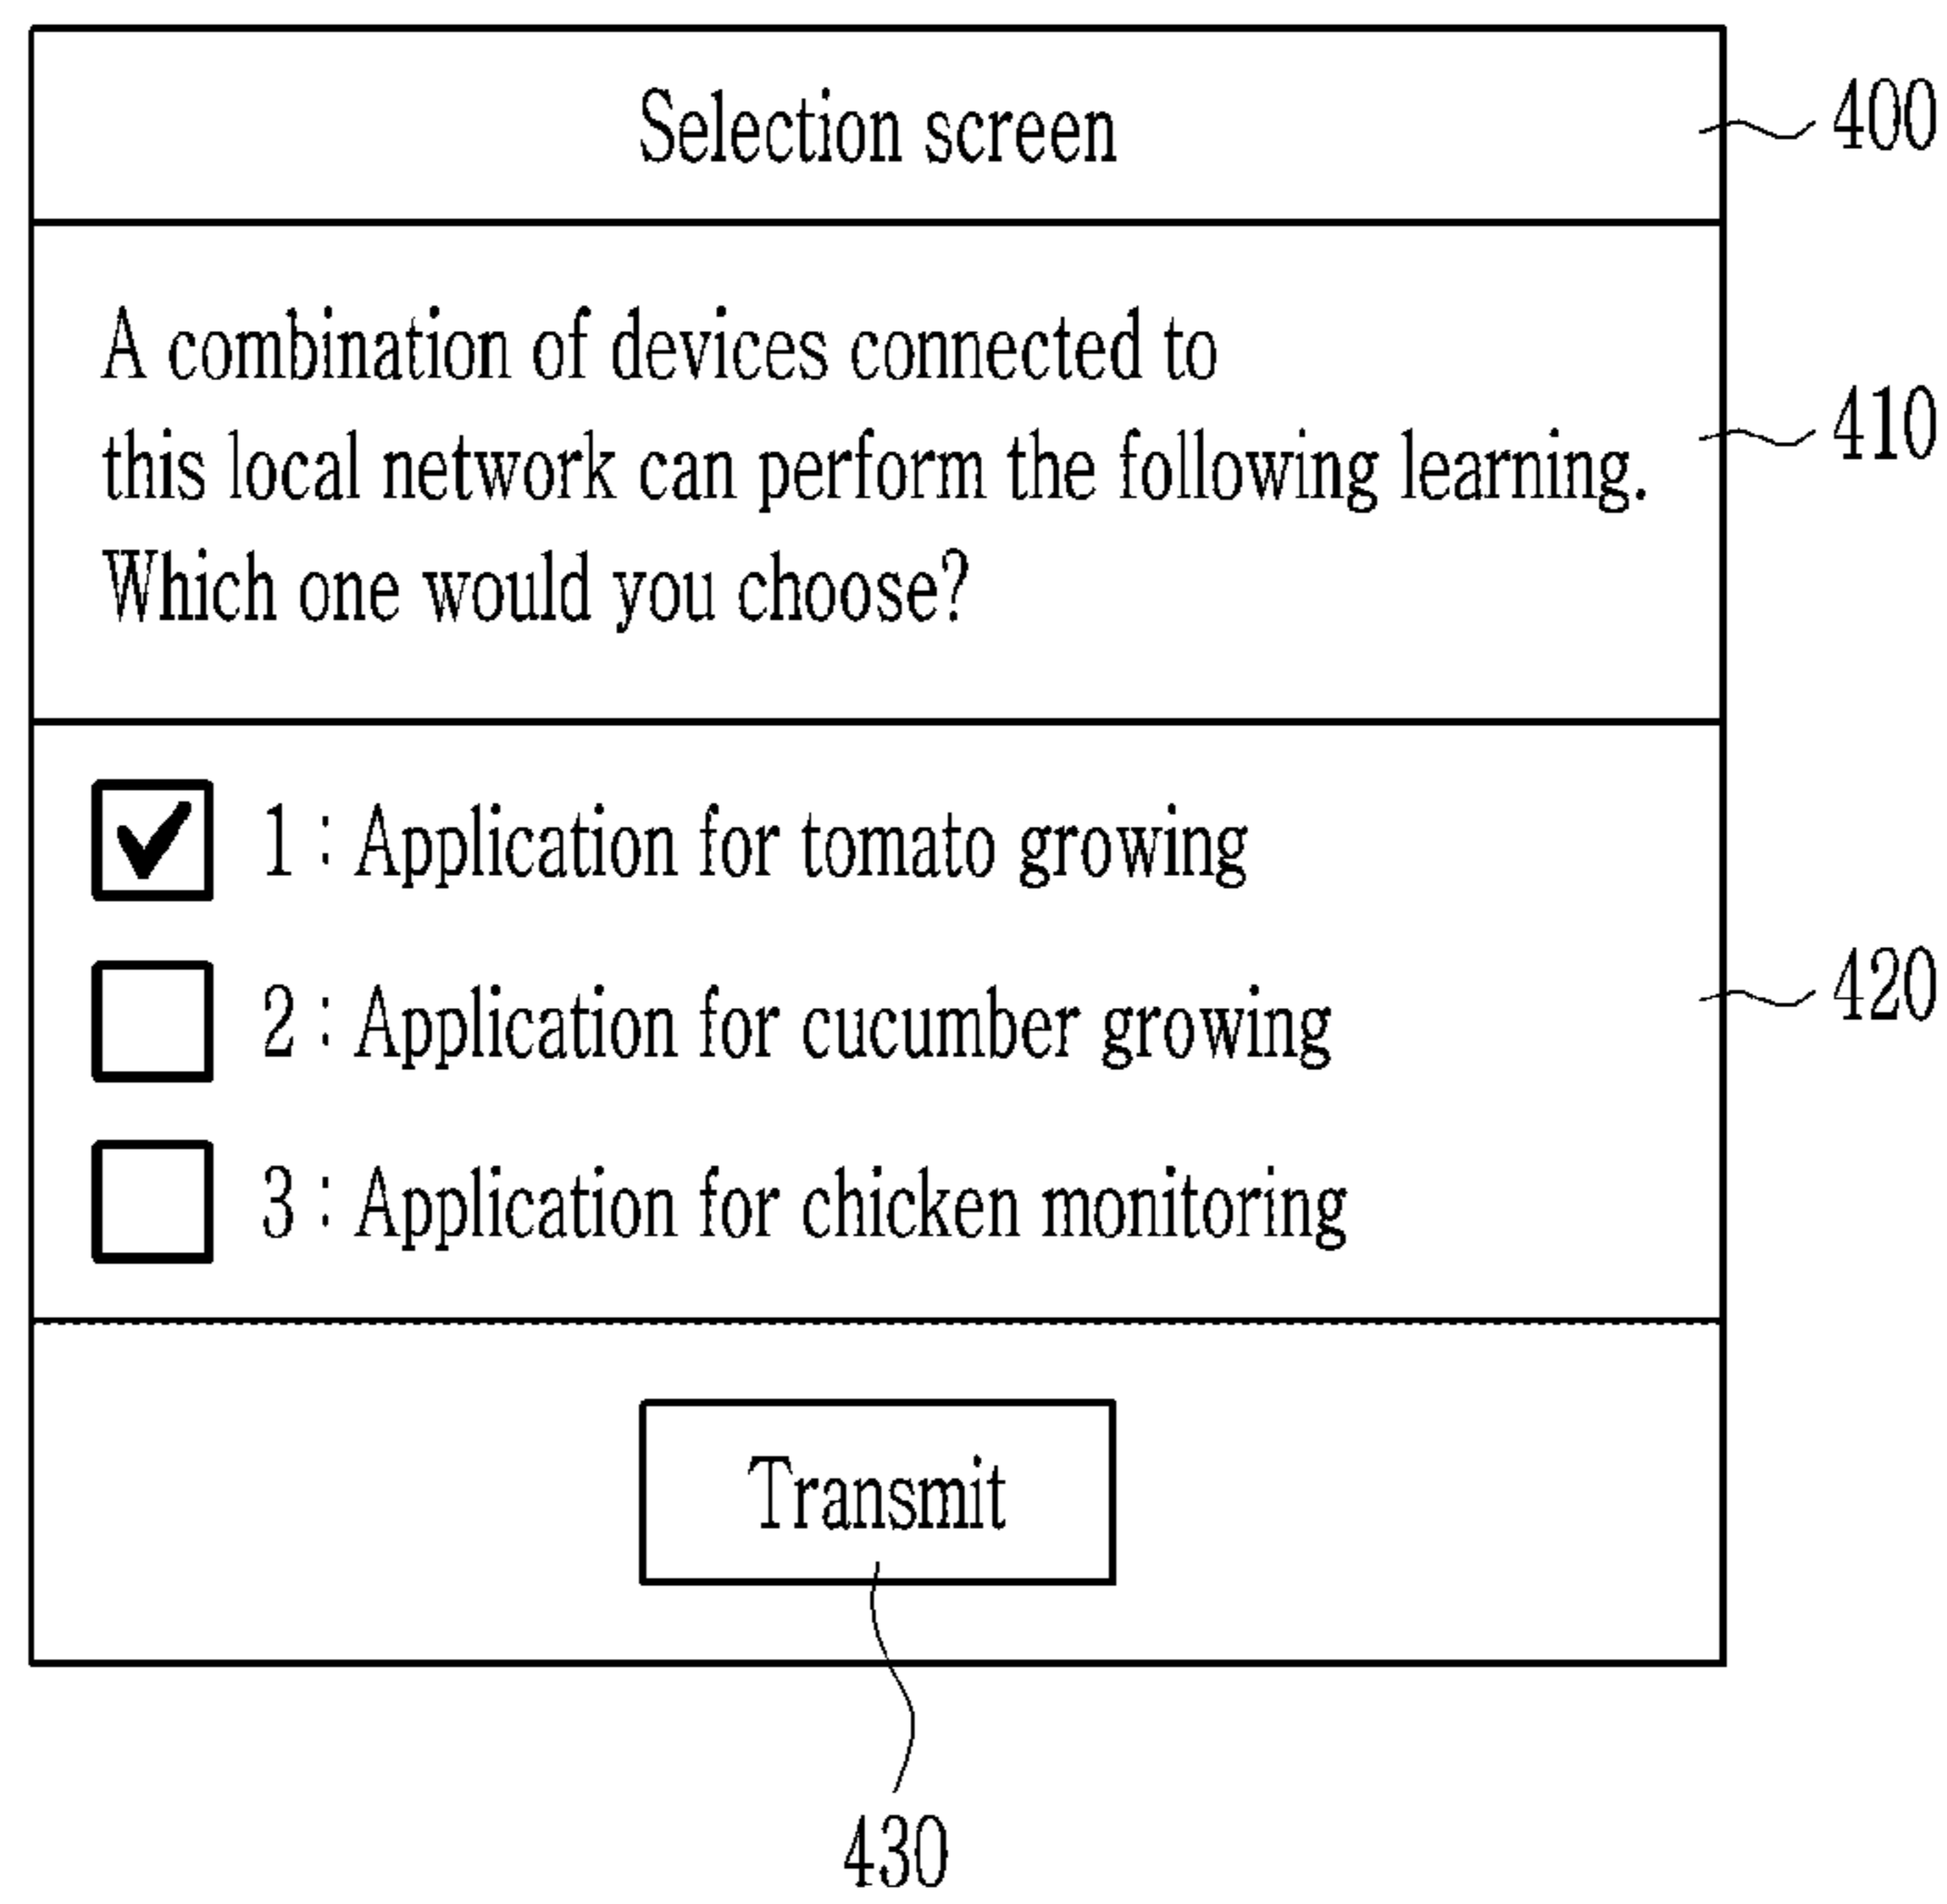 Selection screen
400
A combination of devices connected to
this local network can perform the following learning.
Which one would you choose?
410
1 : Application for tomato growing
2 : Application for cucumber growing
3 : Application for chicken monitoring
420
Transmit
430